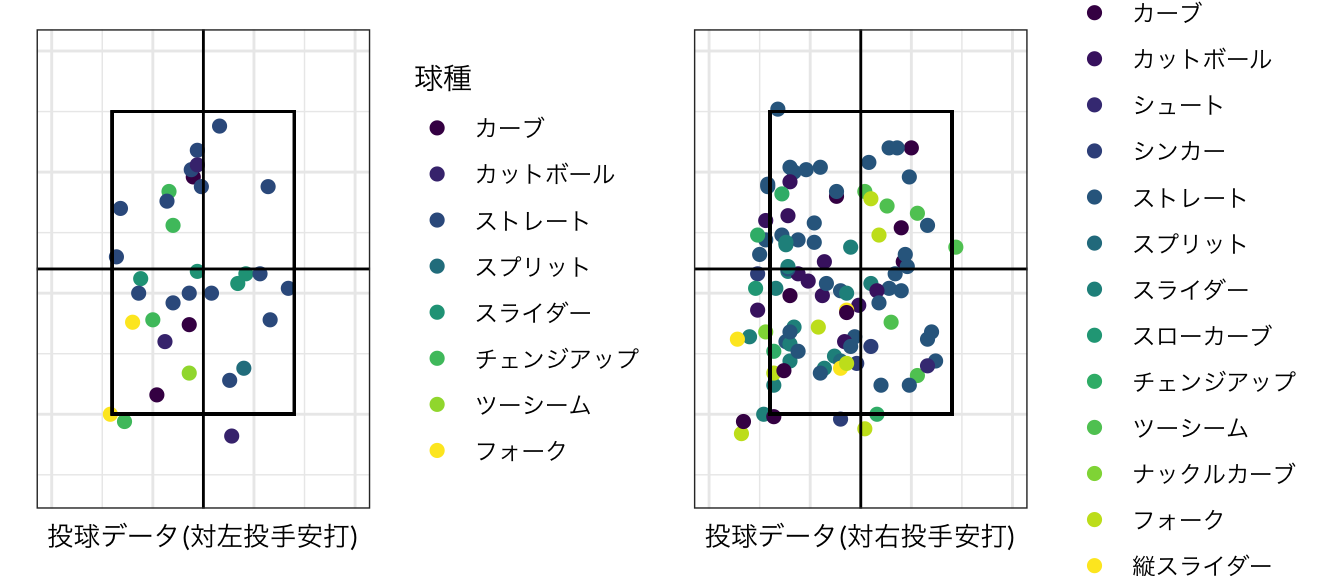 球種
カーブ
カットボール
ストレート
スプリット
スライダー
チェンジアップ
ツーシーム
フォーク
投球データ(対左投手安打)
カーブ
カットボール
シュート
シンカー
ストレート
スプリット
スライダー
スローカーブ
チェンジアップ
ツーシーム
ナックルカーブ
フォーク
縦スライダー
投球データ(対右投手安打)